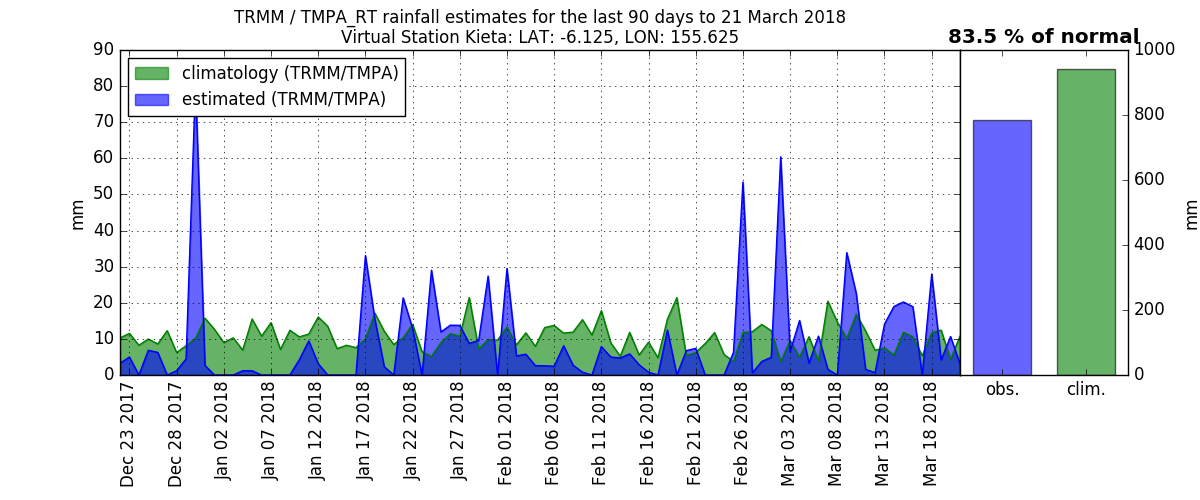 TRMM / TMPA_RT rainfall estimates for the last 90 days to 21 March 2018
Virtual Station Kieta: LAT: -6.125, LON: 155.625
83.5 % of normal
climatology (TRMM/TMPA)
estimated (TRMM/TMPA)
90
80
70
60
50
40
30
20
10
0
mm
1000
800
600
400
200
0
mm
Dec 23 2017
Dec 28 2017
Jan 02 2018
Jan 07 2018
Jan 12 2018
Jan 17 2018
Jan 22 2018
Jan 27 2018
Feb 01 2018
Feb 06 2018
Feb 11 2018
Feb 16 2018
Feb 21 2018
Feb 26 2018
Mar 03 2018
Mar 08 2018
Mar 13 2018
Mar 18 2018
obs.
clim.